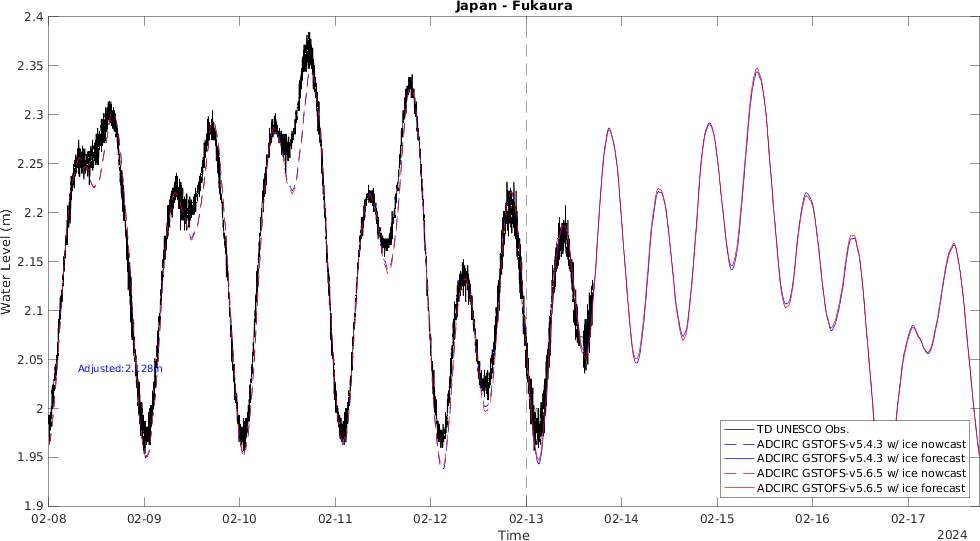 Japan - Fukaura
2.4
2.35
2.3
2.25
2.2
2.15
2.1
2.05
2
1.95
1.9
Water Level (m)
Adjusted:2.128m
TD UNESCO Obs.
ADCIRC GSTOFS-v5.4.3 w/ ice nowcast
ADCIRC GSTOFS-v5.4.3 w/ ice forecast
ADCIRC GSTOFS-v5.6.5 w/ ice nowcast
ADCIRC GSTOFS-v5.6.5 w/ ice forecast
02-08 02-09 02-10 02-11 02-12 02-13 02-14 02-15 02-16 02-17
Time
2024